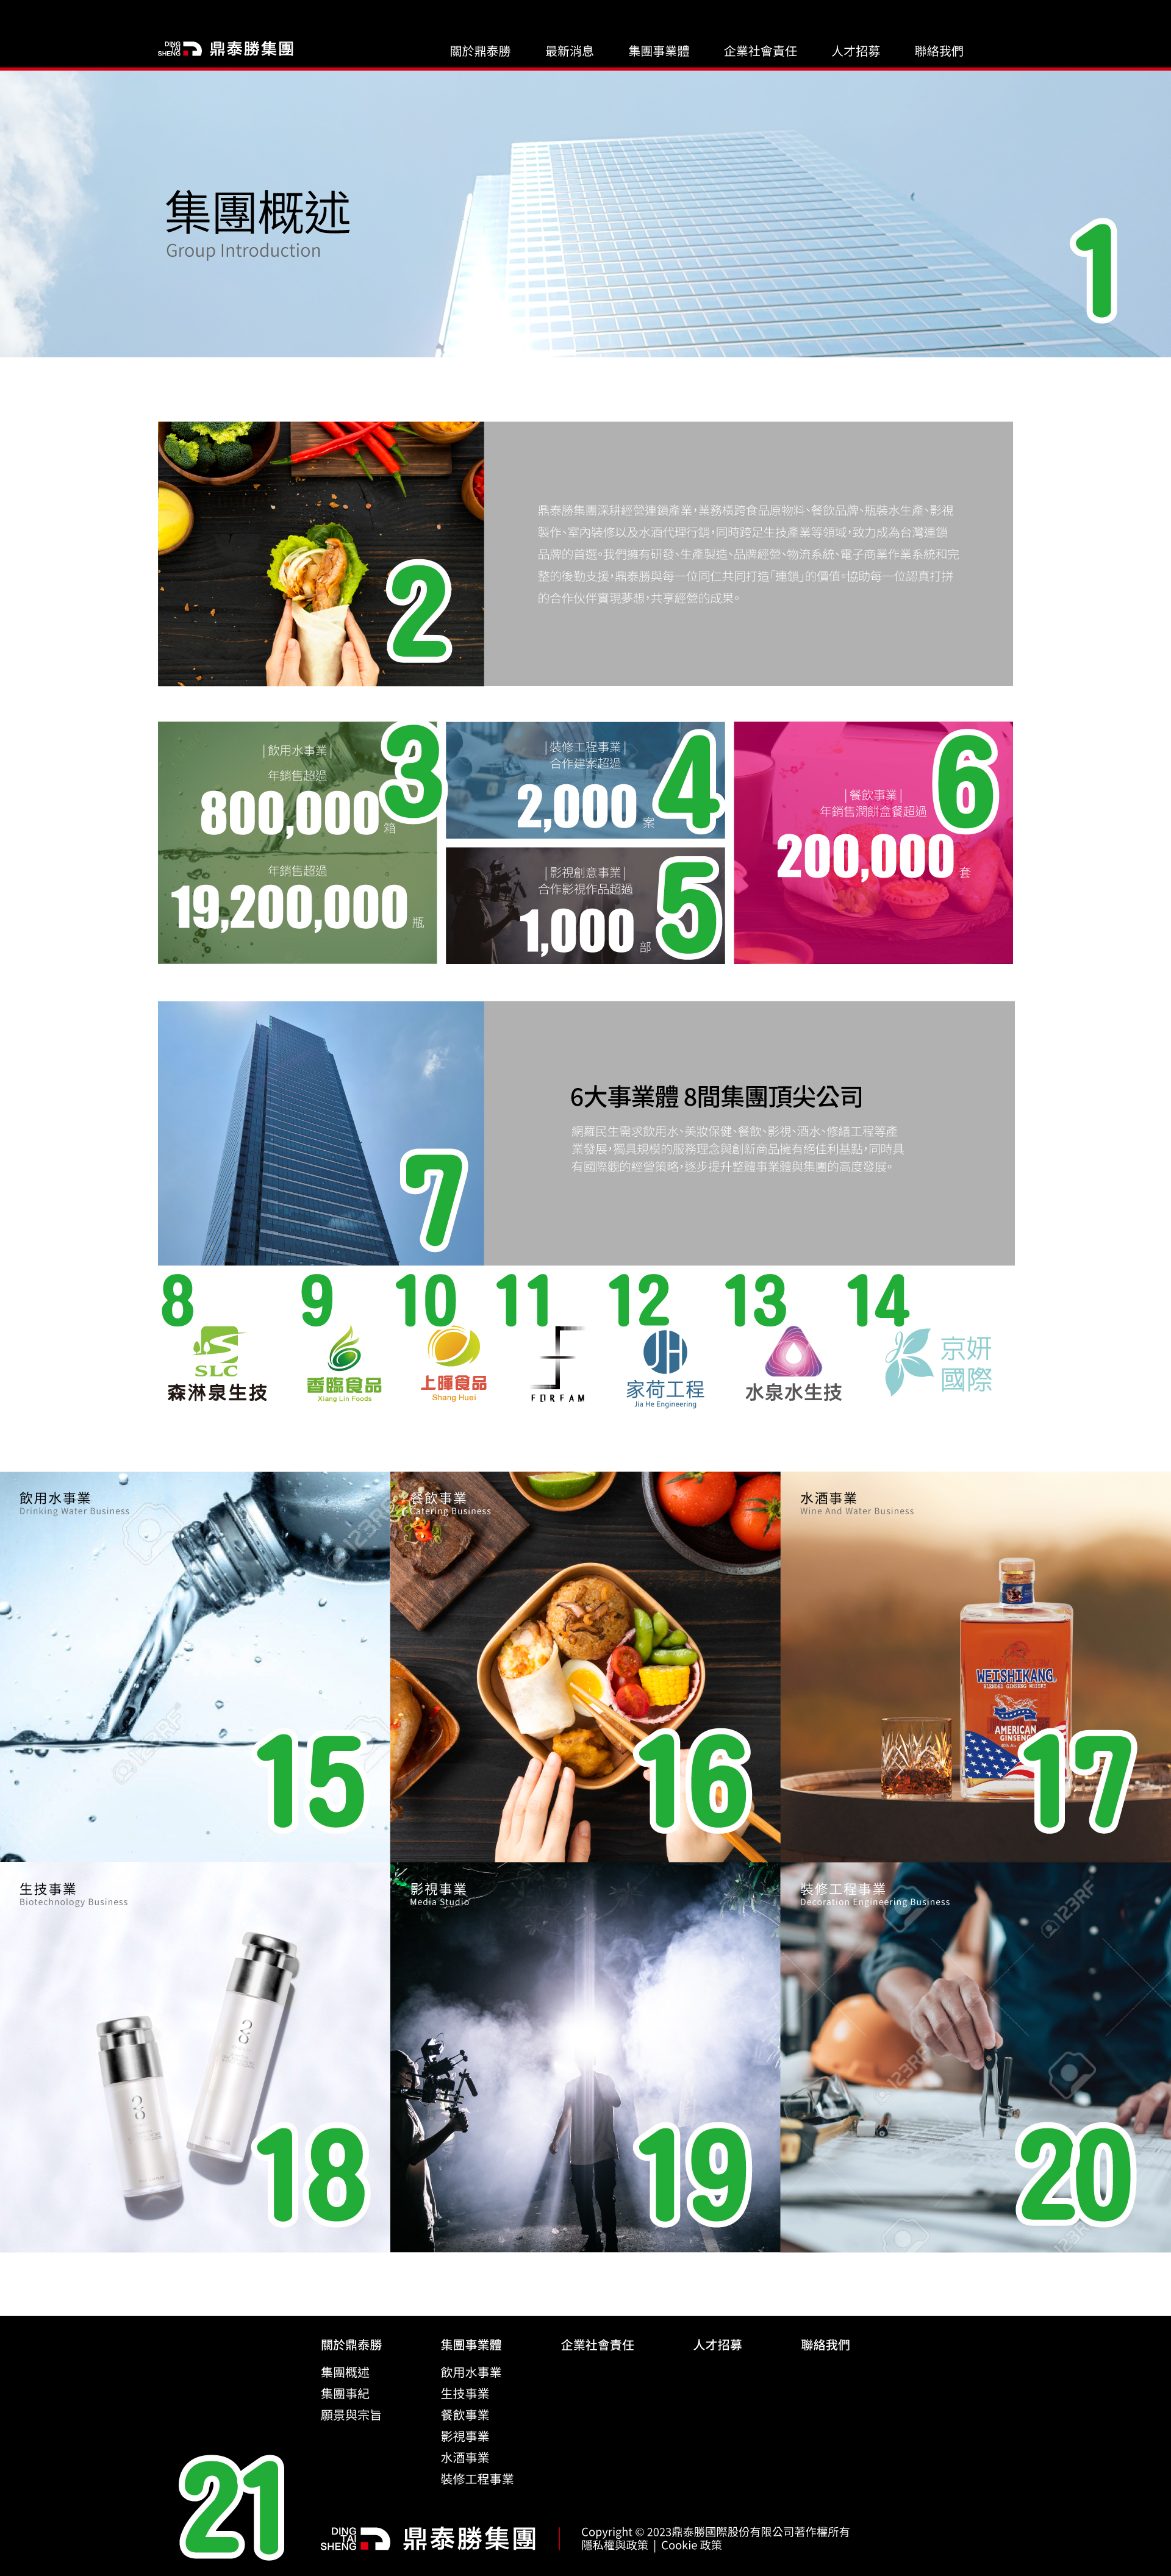 DING TAI SHENG 鼎泰勝集團
關於鼎泰勝 最新消息 集團事業體 企業社會責任 人才招募 聯絡我們
集團概述
Group Introduction
1
鼎泰勝集團深耕經營連鎖產業，業務橫跨食品原物料、餐飲品牌、瓶裝水生產、影視
製作、室內裝修以及水酒代理行銷，同時跨足生技產業等領域，致力成為台灣連鎖
品牌的首選。我們擁有研發、生產製造、品牌經營、物流系統、電子商業作業系統和完
整的後勤支援，鼎泰勝與每一位同仁共同打造「連鎖」的價值。協助每一位認真打拼
的合作伙伴實現夢想，共享經營的成果。
2
|飲用水事業|
年銷售超過
800,000 箱
年銷售超過
19,200,000 瓶
3
|裝修工程事業|
合作建案超過
2,000 案
4
|影視創意事業|
合作影視作品超過
1,000 部
5
|餐飲事業|
年銷售潤餅盒餐超過
200,000 套
6
6大事業體 8間集團頂尖公司
網羅民生需求飲用水、美妝保健、餐飲、影視、酒水、修繕工程等產
業發展，獨具規模的服務理念與創新商品擁有絕佳利基點，同時具
有國際觀的經營策略，逐步提升整體事業體與集團的高度發展。
7
8 9 10 11 12 13 14
SLC
森淋泉生技
香臨食品
Xiang Lin Foods
上暉食品
Shang Huei
FORFAM
JH
家荷工程
Jia He Engineering
水泉水生技
京妍
國際
飲用水事業
Drinking Water Business
123RF
15
餐飲事業
Catering Business
16
水酒事業
Wine And Water Business
WEISHIKANG
BLENDED GINSENG WHISKY
AMERICAN
GINSENG
17
生技事業
Biotechnology Business
18
影視事業
Media Studio
19
裝修工程事業
Decoration Engineering Business
123RF
20
關於鼎泰勝 集團事業體 企業社會責任 人才招募 聯絡我們
集團概述 飲用水事業
集團事紀 生技事業
願景與宗旨 餐飲事業
影視事業
水酒事業
裝修工程事業
21
DING TAI SHENG 鼎泰勝集團
Copyright © 2023鼎泰勝國際股份有限公司著作權所有
隱私權與政策 | Cookie 政策